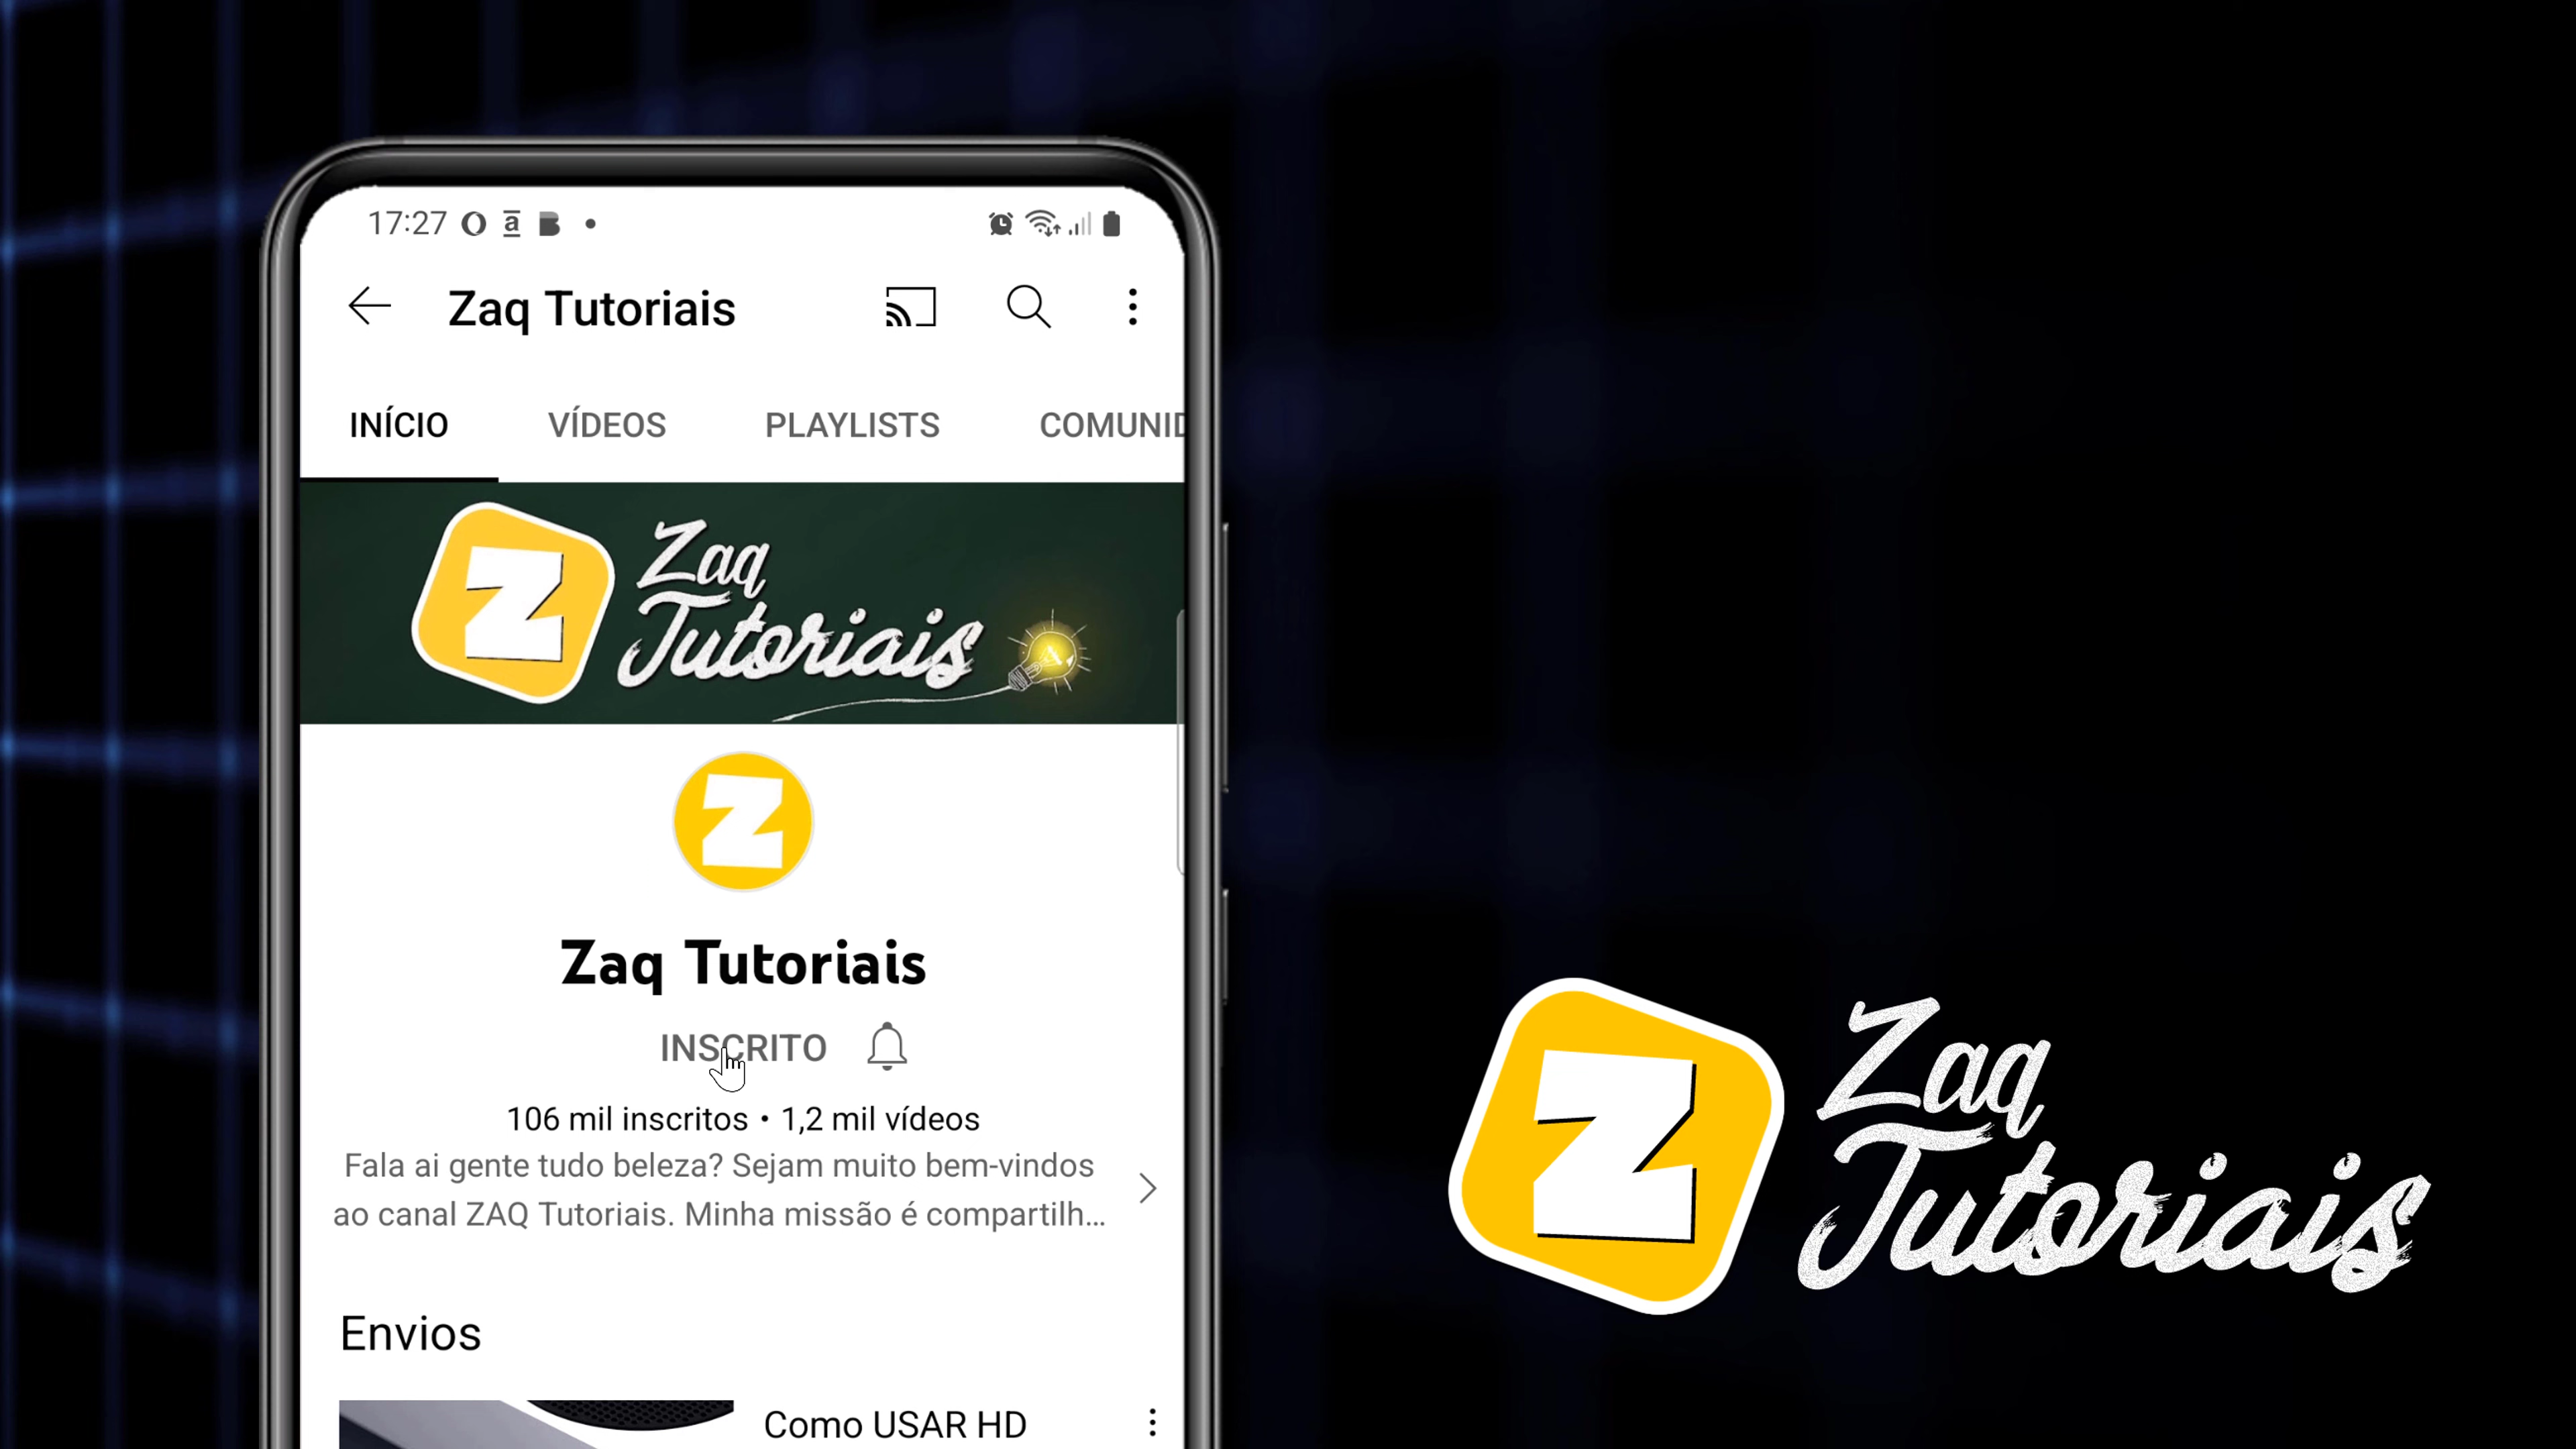 17:27
Zaq Tutoriais
INÍCIO VÍDEOS PLAYLISTS COMUNID
Z
Zaq
Tutoriais
Z
Zaq Tutoriais
INSCRITO
106 mil inscritos • 1,2 mil vídeos
Fala ai gente tudo beleza? Sejam muito bem-vindos
ao canal ZAQ Tutoriais. Minha missão é compartilh...
Envios
Como USAR HD
Z
Zaq
Tutoriais